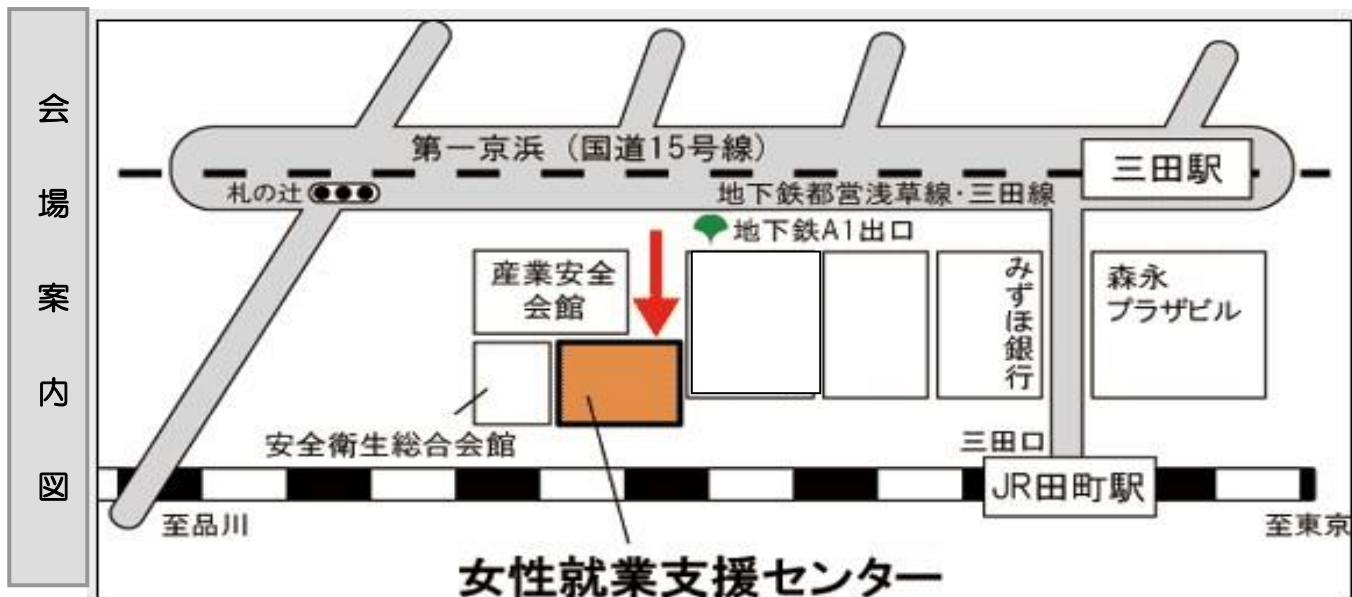 会場案内図
第一京浜（国道15号線）
三田駅
札の辻
地下鉄都営浅草線・三田線
地下鉄A1出口
産業安全
会館
みずほ銀行
森永
プラザビル
安全衛生総合会館
三田口
JR田町駅
至品川
至東京
女性就業支援センター